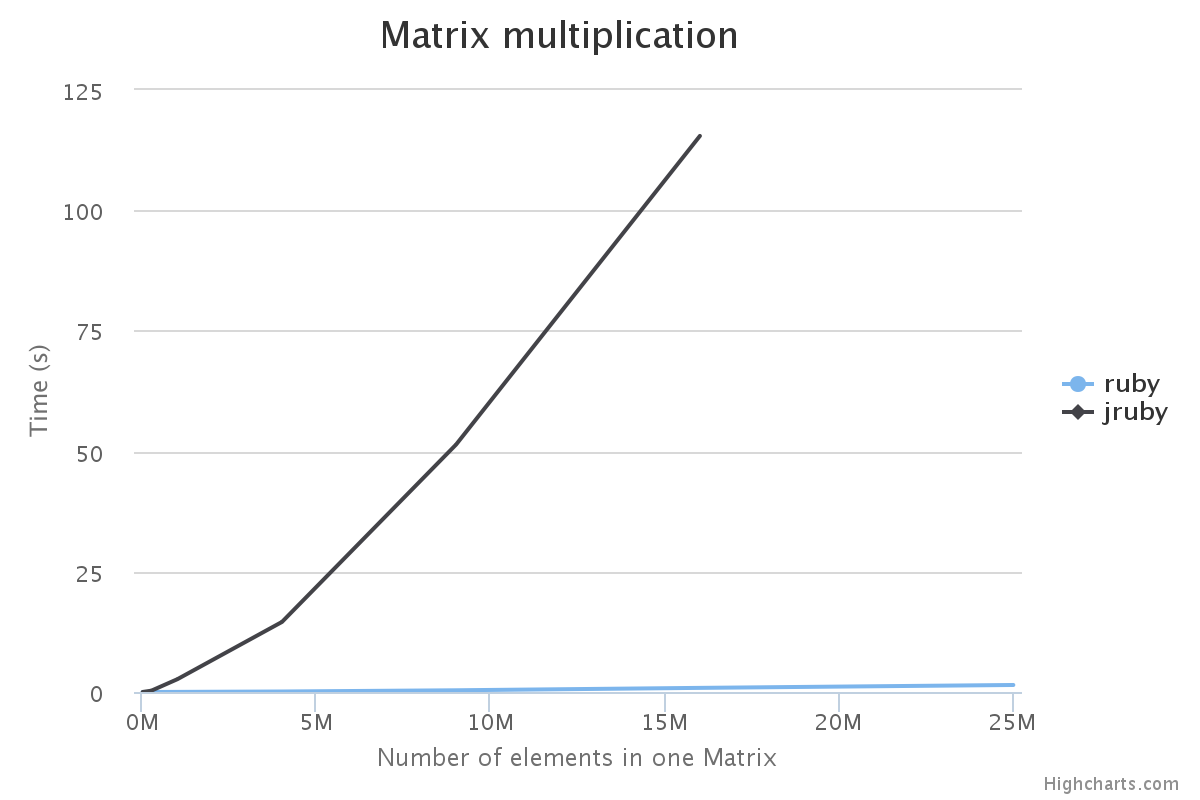 Matrix multiplication
125
100
75
50
25
0
Time (s)
0M 5M 10M 15M 20M 25M
Number of elements in one Matrix
ruby
jruby
Highcharts.com